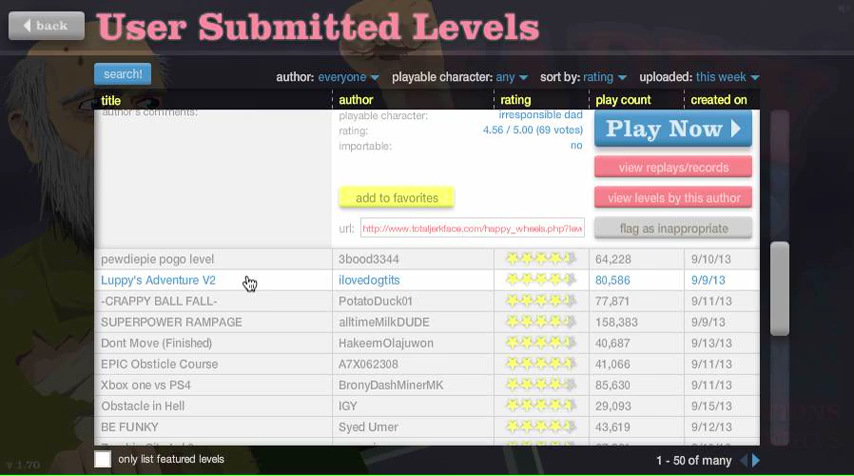 back
User Submitted Levels
search!
author: everyone playable character: any sort by: rating uploaded: this week
title author rating play count created on
author's comments:
playable character: irresponsible dad
rating: 4.56 / 5.00 (69 votes)
importable: no
Play Now
view replays/records
add to favorites
view levels by this author
url: http://www.totaljerkface.com/happy_wheels.php?lev
flag as inappropriate
pewdiepie pogo level 3bood3344 64,228 9/10/13
Luppy's Adventure V2 ilovedogtits 80,586 9/9/13
-CRAPPY BALL FALL- PotatoDuck01 77,871 9/11/13
SUPERPOWER RAMPAGE alltimeMilkDUDE 158,383 9/9/13
Dont Move (Finished) HakeemOlajuwon 40,687 9/13/13
EPIC Obsticle Course A7X062308 41,066 9/11/13
Xbox one vs PS4 BronyDashMinerMK 85,630 9/11/13
Obstacle in Hell IGY 29,093 9/15/13
BE FUNKY Syed Umer 43,619 9/12/13
only list featured levels
1 - 50 of many
v 1.70